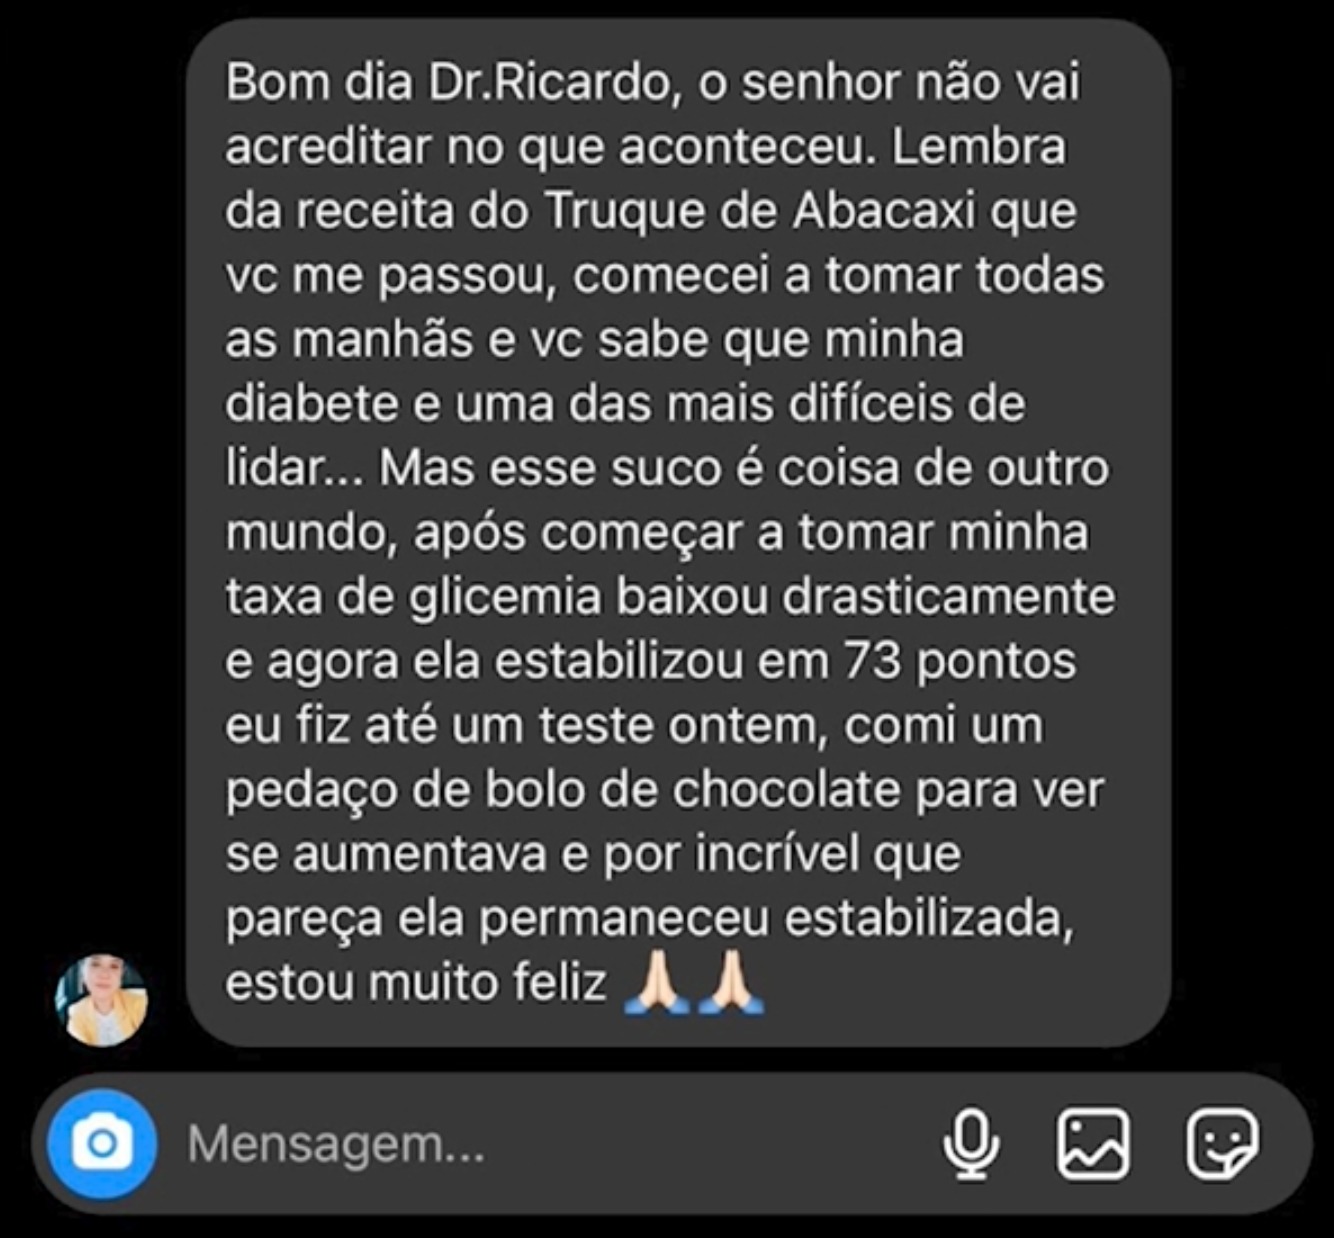 Bom dia Dr.Ricardo, o senhor não vai
acreditar no que aconteceu. Lembra
da receita do Truque de Abacaxi que
vc me passou, comecei a tomar todas
as manhãs e vc sabe que minha
diabete e uma das mais difíceis de
lidar... Mas esse suco é coisa de outro
mundo, após começar a tomar minha
taxa de glicemia baixou drasticamente
e agora ela estabilizou em 73 pontos
eu fiz até um teste ontem, comi um
pedaço de bolo de chocolate para ver
se aumentava e por incrível que
pareça ela permaneceu estabilizada,
estou muito feliz 🙏🏻🙏🏻
Mensagem...